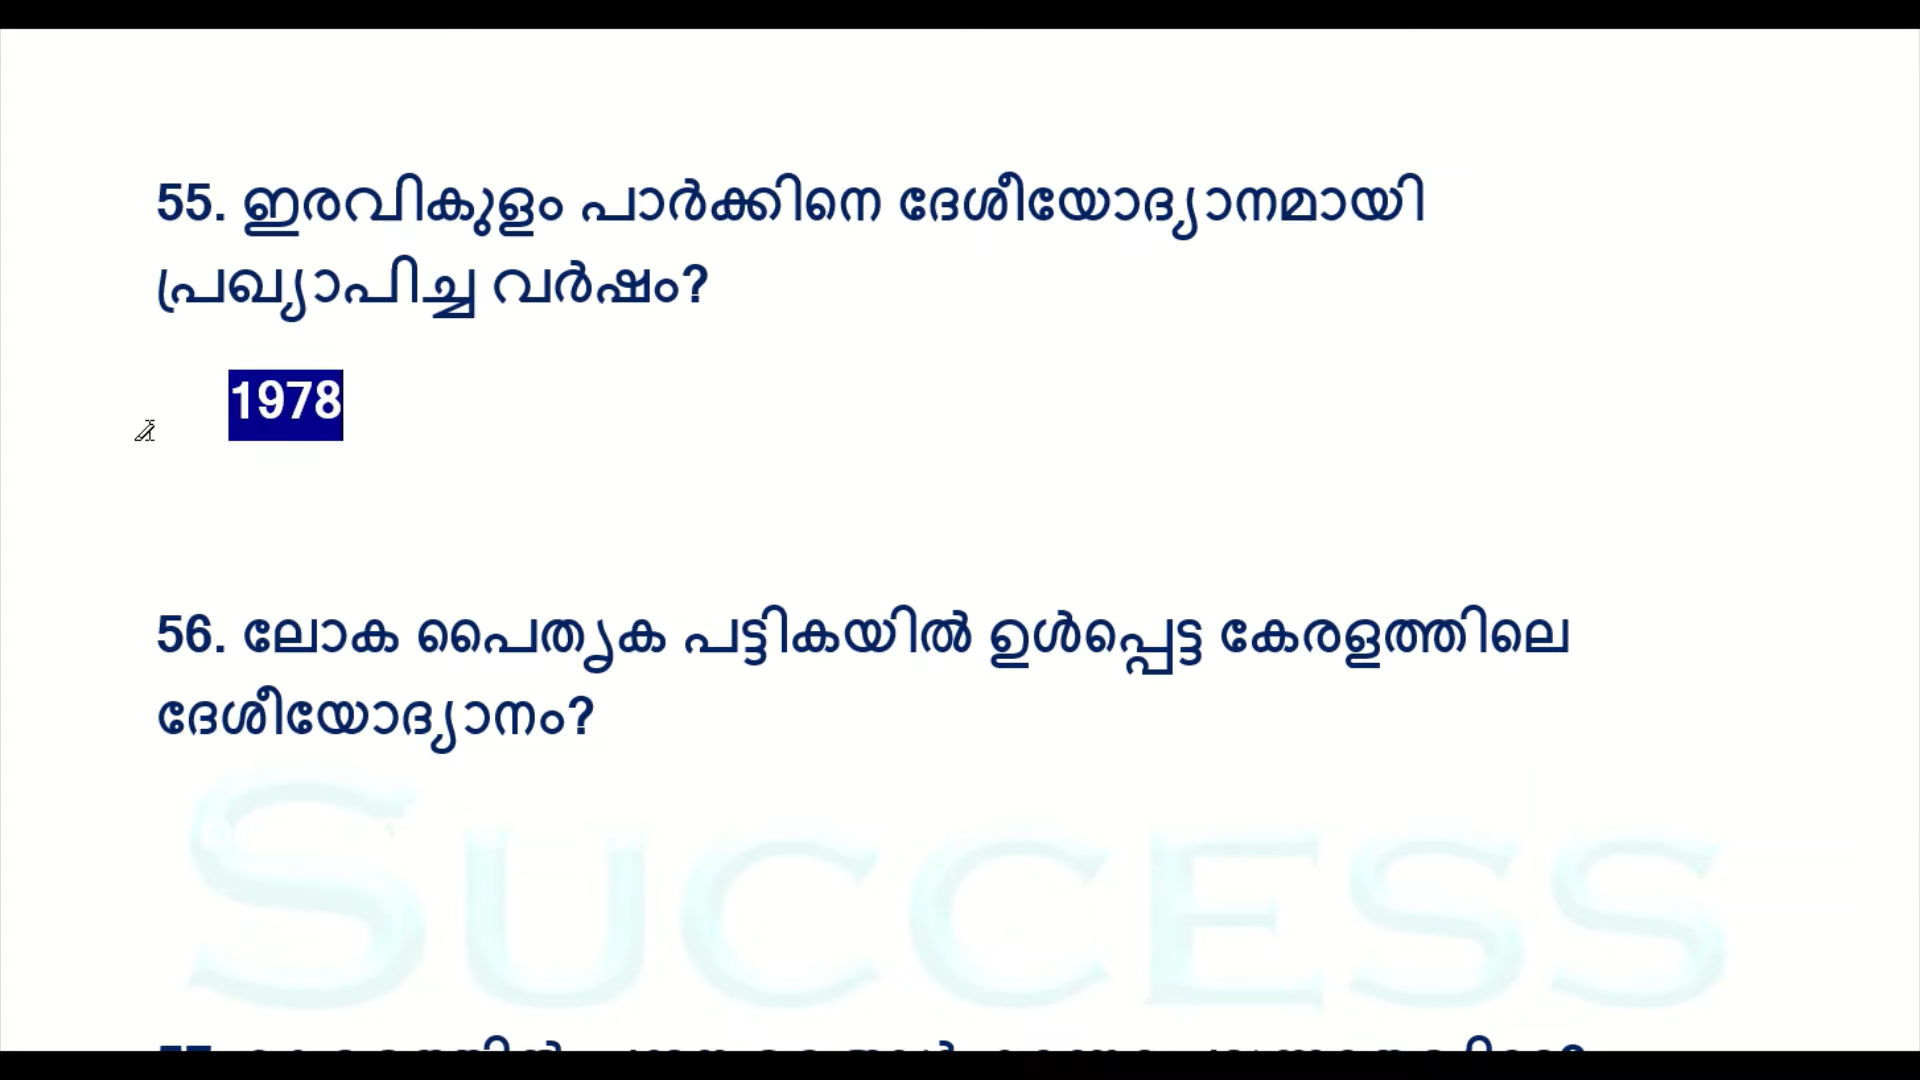 55. ഇരവികുളം പാർക്കിനെ ദേശീയോദ്യാനമായി
പ്രഖ്യാപിച്ച വർഷം?
1978
56. ലോക പൈതൃക പട്ടികയിൽ ഉൾപ്പെട്ട കേരളത്തിലെ
ദേശീയോദ്യാനം?
SUCCESS